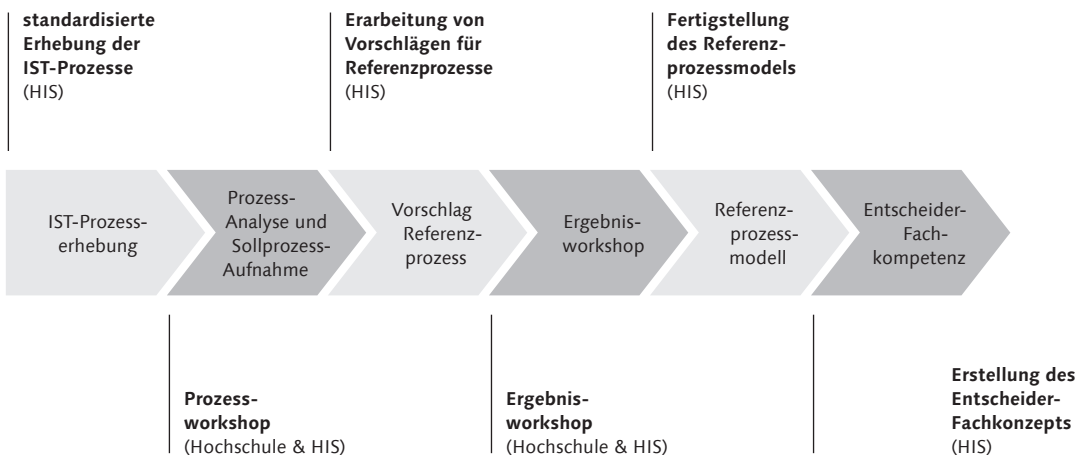 standardisierte
Erhebung der
IST-Prozesse
(HIS)
Erarbeitung von
Vorschlägen für
Referenzprozesse
(HIS)
Fertigstellung
des Referenz-
prozessmodels
(HIS)
IST-Prozess-
erhebung
Prozess-
Analyse und
Sollprozess-
Aufnahme
Vorschlag
Referenz-
prozess
Ergebnis-
workshop
Referenz-
prozess-
modell
Entscheider-
Fach-
kompetenz
Prozess-
workshop
(Hochschule & HIS)
Ergebnis-
workshop
(Hochschule & HIS)
Erstellung des
Entscheider-
Fachkonzepts
(HIS)